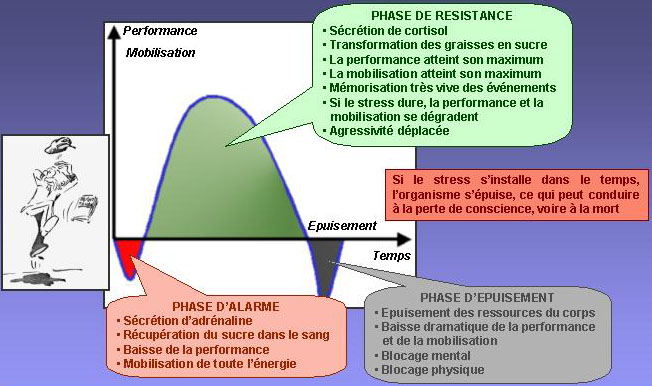 Performance
Mobilisation
PHASE DE RESISTANCE
• Sécrétion de cortisol
• Transformation des graisses en sucre
• La performance atteint son maximum
• La mobilisation atteint son maximum
• Mémorisation très vive des événements
• Si le stress dure, la performance et la
mobilisation se dégradent
• Agressivité déplacée
Si le stress s'installe dans le temps,
l'organisme s'épuise, ce qui peut conduire
à la perte de conscience, voire à la mort
Epuisement
Temps
PHASE D'ALARME
• Sécrétion d'adrénaline
• Récupération du sucre dans le sang
• Baisse de la performance
• Mobilisation de toute l'énergie
PHASE D'EPUISEMENT
• Epuisement des ressources du corps
• Baisse dramatique de la performance
et de la mobilisation
• Blocage mental
• Blocage physique